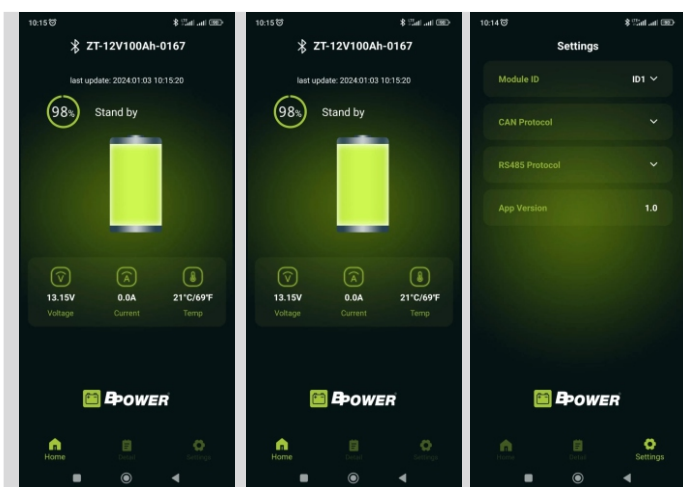 10:15
ZT-12V100Ah-0167
last update: 2024.01.03 10:15:20
98% Stand by
13.15V 0.0A 21°C/69°F
Voltage Current Temp
BPOWER
Home Detail Settings
10:15
ZT-12V100Ah-0167
last update: 2024.01.03 10:15:20
98% Stand by
13.15V 0.0A 21°C/69°F
Voltage Current Temp
BPOWER
Home Detail Settings
10:14
Settings
Module ID ID1
CAN Protocol
RS485 Protocol
App Version 1.0
BPOWER
Home Detail Settings